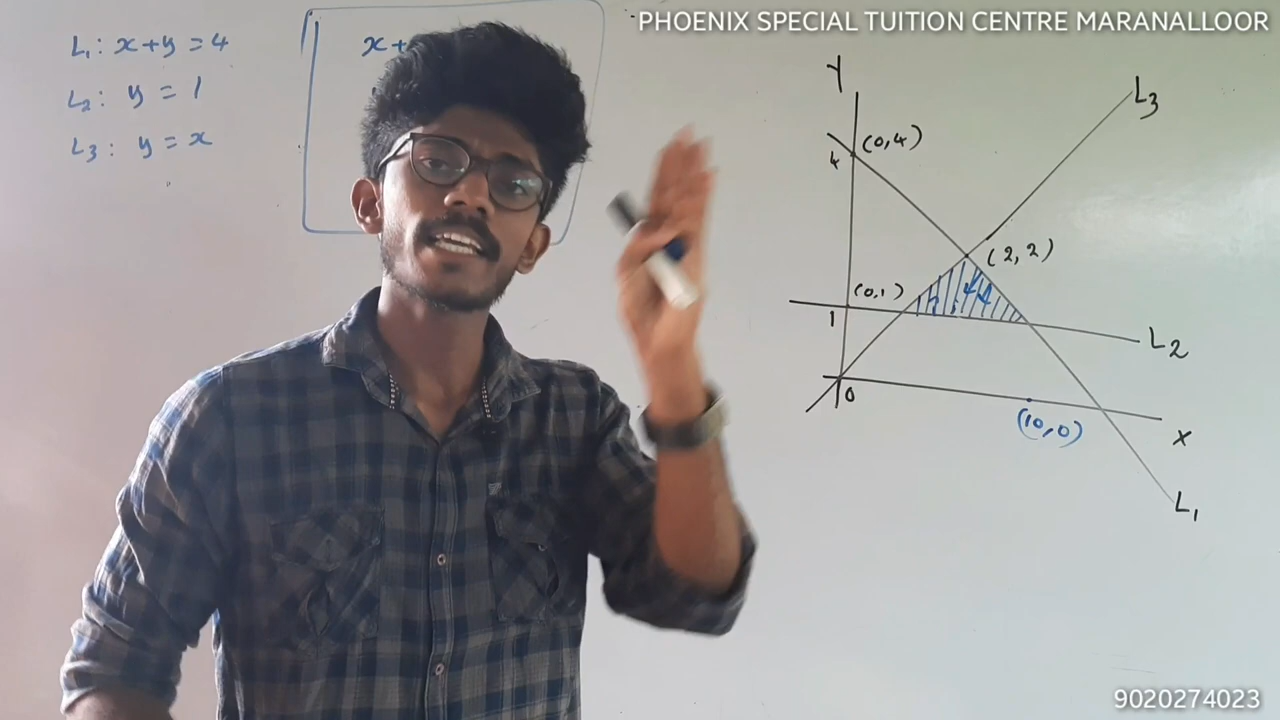 PHOENIX SPECIAL TUITION CENTRE MARANALLOOR
L₁: x+y = 4
L₂: y = 1
L₃: y = x
x+
Y
L₃
(0,4)
4
(2,2)
(0,1)
1
L₂
0
(10,0)
X
L₁
9020274023